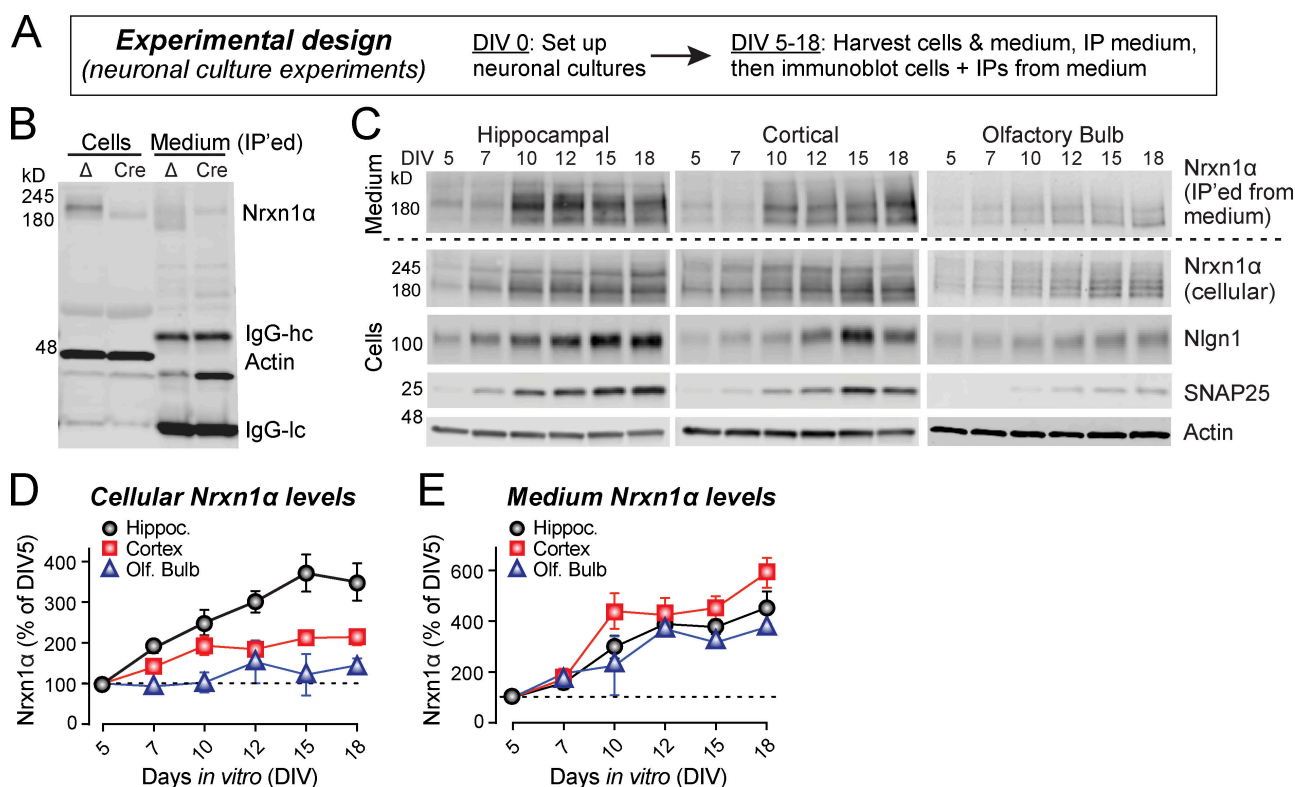 A
Experimental design
(neuronal culture experiments)
DIV 0: Set up
neuronal cultures
DIV 5-18: Harvest cells & medium, IP medium,
then immunoblot cells + IPs from medium
B
Cells Medium (IP'ed)
kD Δ Cre Δ Cre
245
180
48
Nrxn1α
IgG-hc
Actin
IgG-lc
C
Hippocampal Cortical Olfactory Bulb
DIV 5 7 10 12 15 18 5 7 10 12 15 18 5 7 10 12 15 18
Medium
kD
180
Nrxn1α
(IP'ed from
medium)
Cells
245
180
Nrxn1α
(cellular)
100
Nlgn1
25
SNAP25
48
Actin
D
Cellular Nrxn1α levels
Hippoc.
Cortex
Olf. Bulb
Nrxn1α (% of DIV5)
400
300
200
100
0
5 7 10 12 15 18
Days in vitro (DIV)
E
Medium Nrxn1α levels
Hippoc.
Cortex
Olf. Bulb
Nrxn1α (% of DIV5)
600
400
200
0
5 7 10 12 15 18
Days in vitro (DIV)